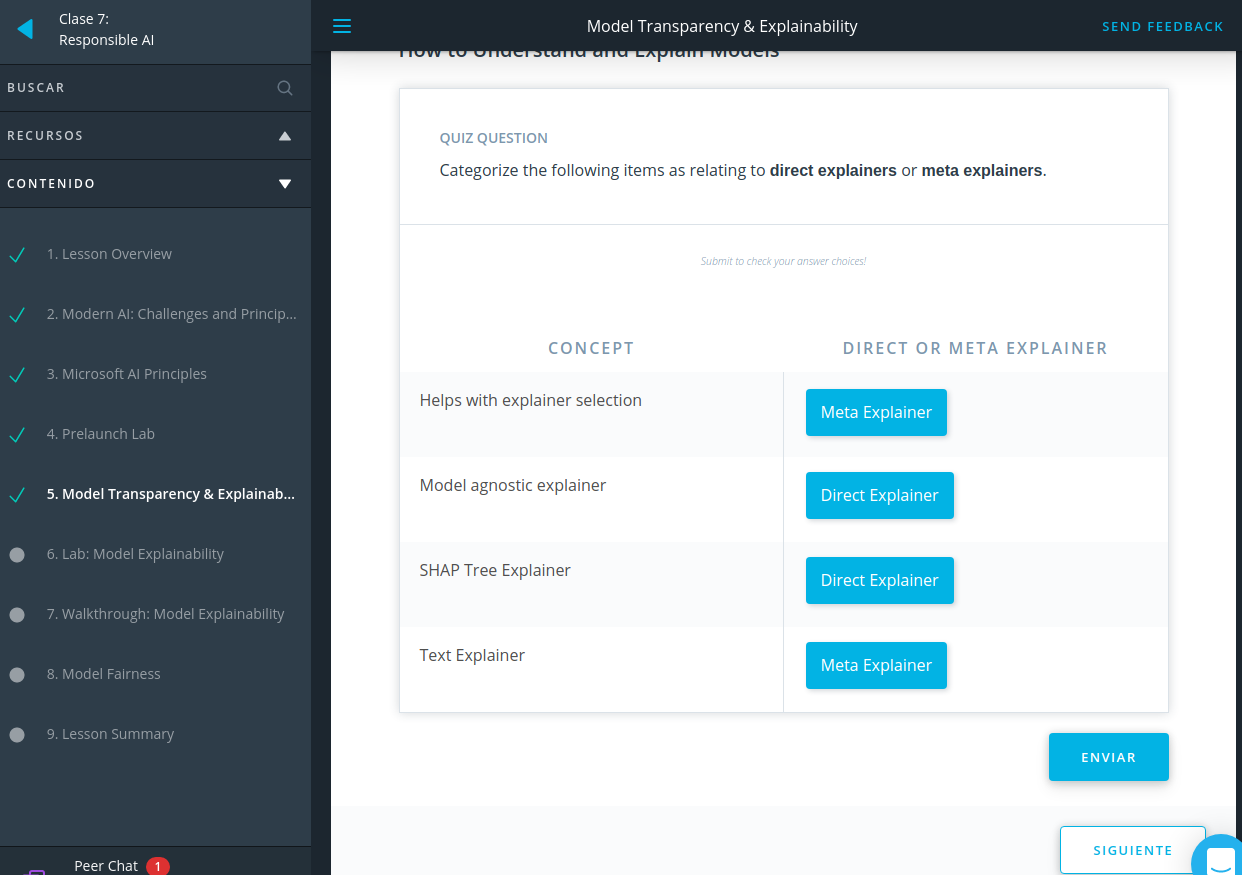 Clase 7:
Responsible AI
BUSCAR
RECURSOS
CONTENIDO
1. Lesson Overview
2. Modern AI: Challenges and Princip...
3. Microsoft AI Principles
4. Prelaunch Lab
5. Model Transparency & Explainab...
6. Lab: Model Explainability
7. Walkthrough: Model Explainability
8. Model Fairness
9. Lesson Summary
Peer Chat 1
Model Transparency & Explainability
SEND FEEDBACK
How to Understand and Explain Models
QUIZ QUESTION
Categorize the following items as relating to direct explainers or meta explainers.
Submit to check your answer choices!
CONCEPT DIRECT OR META EXPLAINER
Helps with explainer selection Meta Explainer
Model agnostic explainer Direct Explainer
SHAP Tree Explainer Direct Explainer
Text Explainer Meta Explainer
ENVIAR
SIGUIENTE